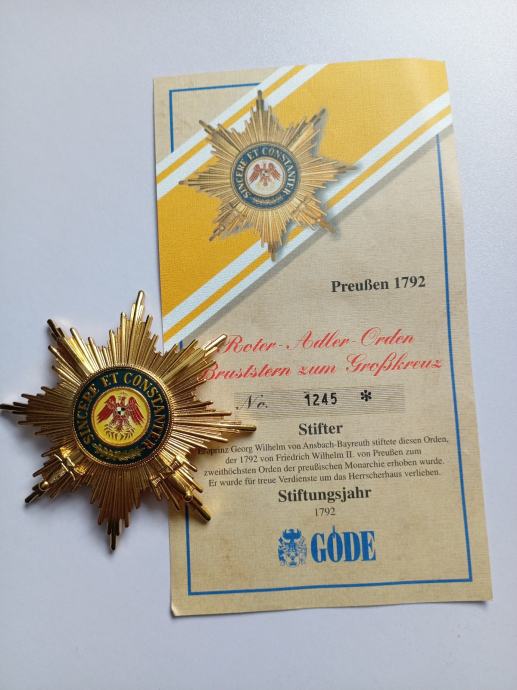 SINCERE ET CONSTANTER
Preußen 1792
Roter-Adler-Orden
Bruststern zum Großkreuz
No. 1245 *
Stifter
Erbprinz Georg Wilhelm von Ansbach-Bayreuth stiftete diesen Orden,
der 1792 von Friedrich Wilhelm II. von Preußen zum
zweithöchsten Orden der preußischen Monarchie erhoben wurde.
Er wurde für treue Verdienste um das Herrscherhaus verliehen.
Stiftungsjahr
1792
GÖDE
SINCERE ET CONSTANTER